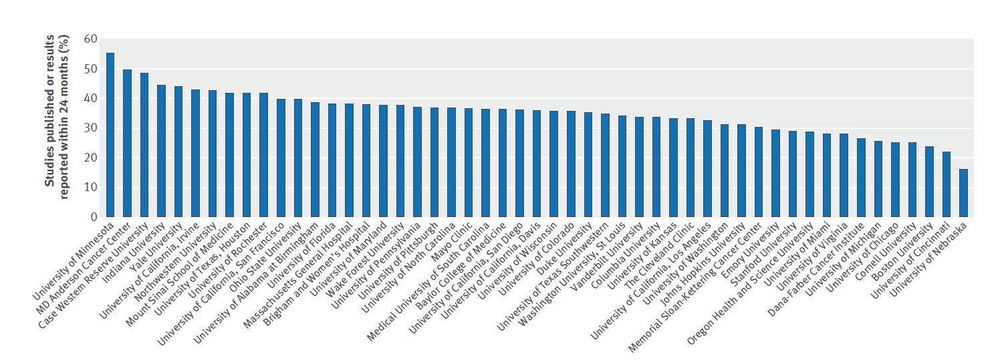 Studies published or results
reported within 24 months (%)
60
50
40
30
20
10
0
University of Minnesota
MD Anderson Cancer Center
Case Western Reserve University
Indiana University
Yale University
University of California, Irvine
Northwestern University
Mount Sinai School of Medicine
University of Texas, Houston
University of Rochester
University of California, San Francisco
Ohio State University
University of Alabama at Birmingham
University of Florida
Massachusetts General Hospital
Brigham and Women's Hospital
University of Maryland
Wake Forest University
University of Pennsylvania
University of Pittsburgh
University of North Carolina
Mayo Clinic
Medical University of South Carolina
Baylor College of Medicine
University of California, San Diego
University of California, Davis
University of Wisconsin
University of Colorado
Duke University
University of Texas Southwestern
Washington University, St Louis
Vanderbilt University
Columbia University
University of Kansas
The Cleveland Clinic
University of California, Los Angeles
University of Washington
Johns Hopkins University
Memorial Sloan-Kettering Cancer Center
Emory University
Stanford University
Oregon Health and Science University
University of Miami
University of Virginia
Dana-Farber Cancer Institute
University of Michigan
University of Chicago
Cornell University
Boston University
University of Cincinnati
University of Nebraska